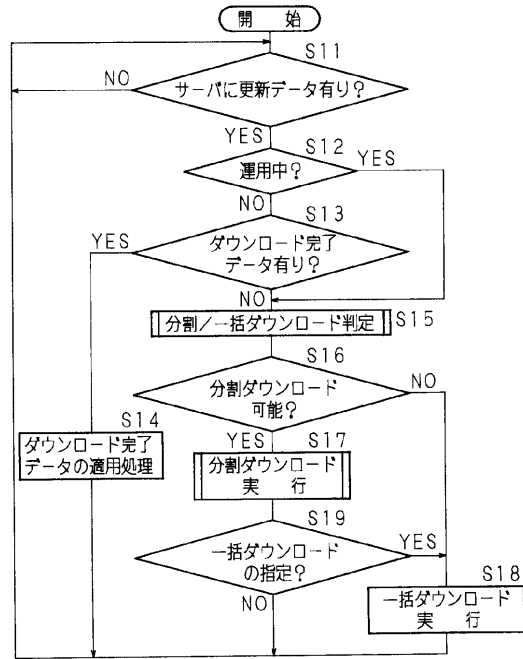 開 始
S11
NO
サーバに更新データ有り？
YES
S12
運用中？
YES
NO
S13
YES
ダウンロード完了
データ有り？
NO
分割／一括ダウンロード判定
S15
S16
分割ダウンロード
可能？
NO
S14
YES
S17
ダウンロード完了
データの適用処理
分割ダウンロード
実 行
S19
一括ダウンロード
の指定？
YES
NO
S18
一括ダウンロード
実 行